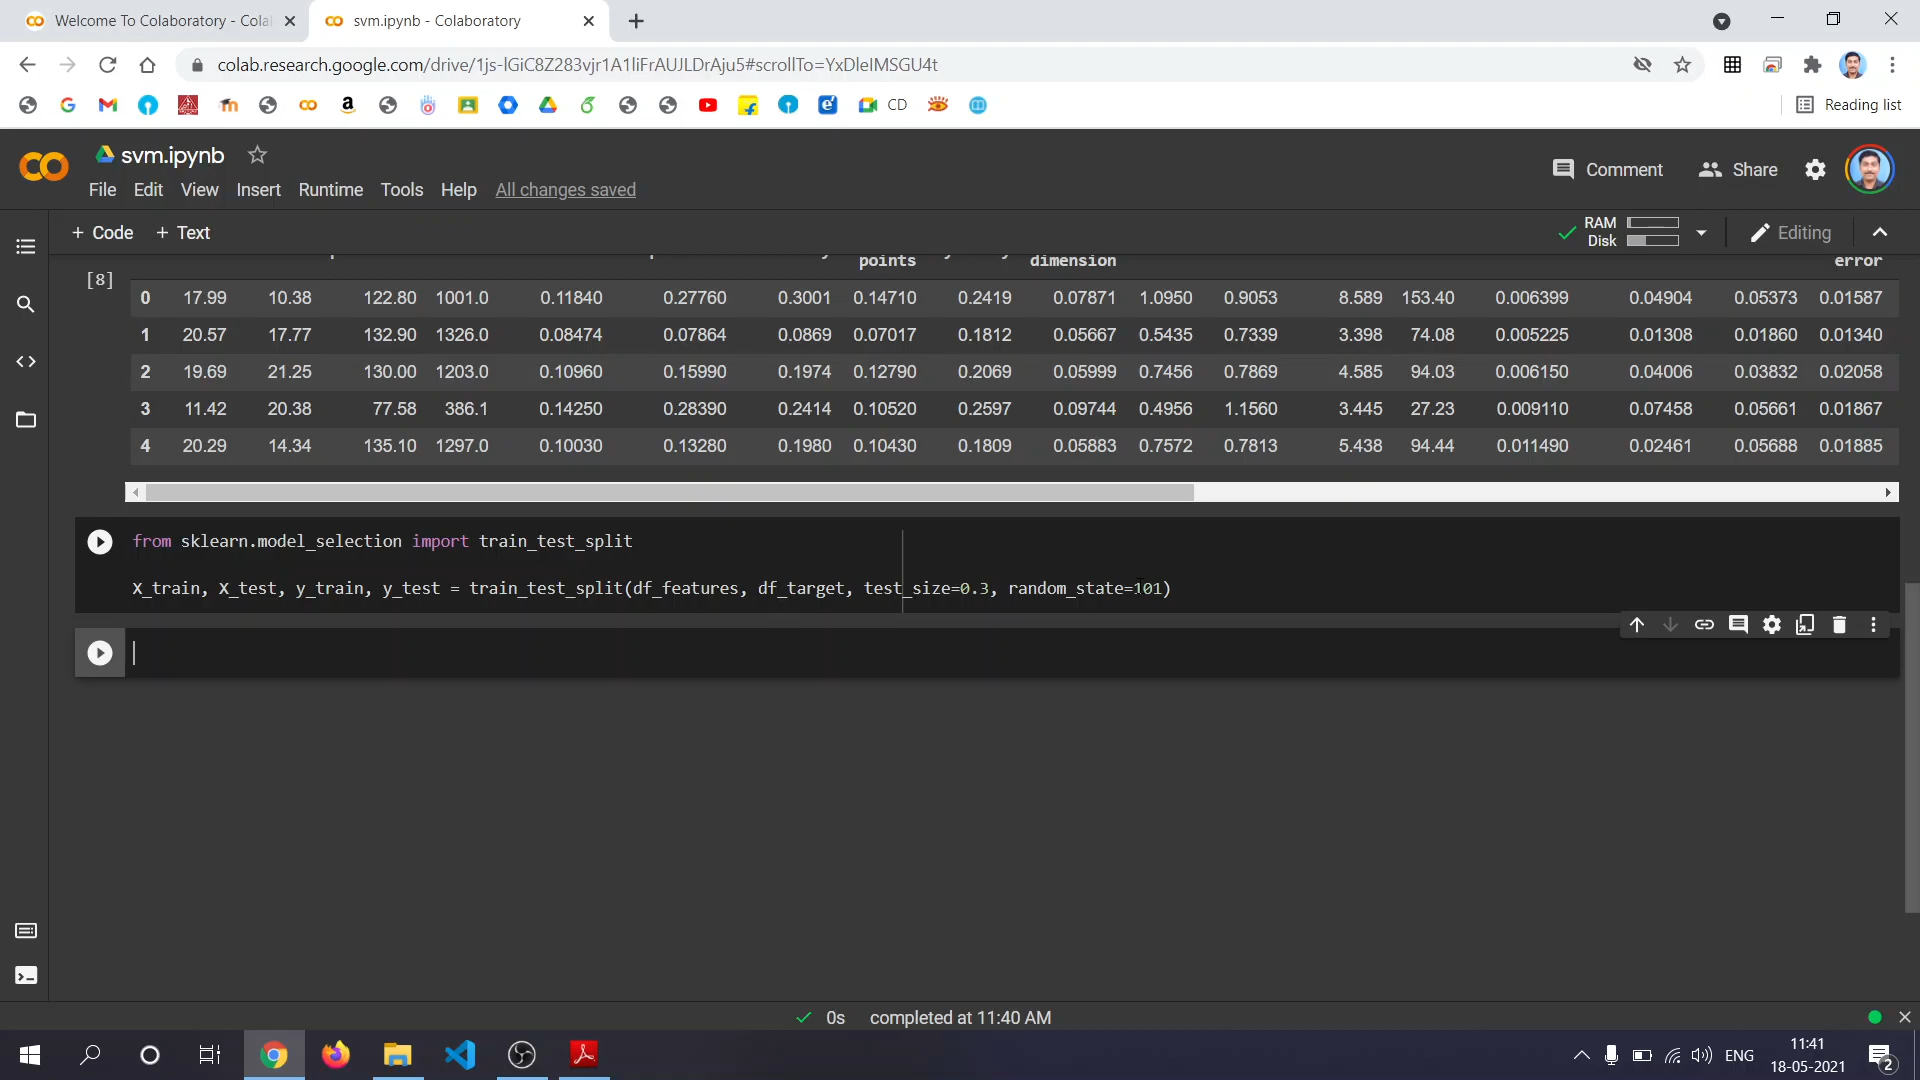 Welcome To Colaboratory - Cola
svm.ipynb - Colaboratory
colab.research.google.com/drive/1js-lGiC8Z283vjr1A1liFrAUJLDrAju5#scrollTo=YxDleIMSGU4t
CD
Reading list
svm.ipynb
Comment
Share
File Edit View Insert Runtime Tools Help All changes saved
+ Code + Text
RAM
Disk
Editing
points dimension error
[8]
0 17.99 10.38 122.80 1001.0 0.11840 0.27760 0.3001 0.14710 0.2419 0.07871 1.0950 0.9053 8.589 153.40 0.006399 0.04904 0.05373 0.01587
1 20.57 17.77 132.90 1326.0 0.08474 0.07864 0.0869 0.07017 0.1812 0.05667 0.5435 0.7339 3.398 74.08 0.005225 0.01308 0.01860 0.01340
2 19.69 21.25 130.00 1203.0 0.10960 0.15990 0.1974 0.12790 0.2069 0.05999 0.7456 0.7869 4.585 94.03 0.006150 0.04006 0.03832 0.02058
3 11.42 20.38 77.58 386.1 0.14250 0.28390 0.2414 0.10520 0.2597 0.09744 0.4956 1.1560 3.445 27.23 0.009110 0.07458 0.05661 0.01867
4 20.29 14.34 135.10 1297.0 0.10030 0.13280 0.1980 0.10430 0.1809 0.05883 0.7572 0.7813 5.438 94.44 0.011490 0.02461 0.05688 0.01885
from sklearn.model_selection import train_test_split
X_train, X_test, y_train, y_test = train_test_split(df_features, df_target, test_size=0.3, random_state=101)
0s completed at 11:40 AM
ENG
11:41
18-05-2021
2